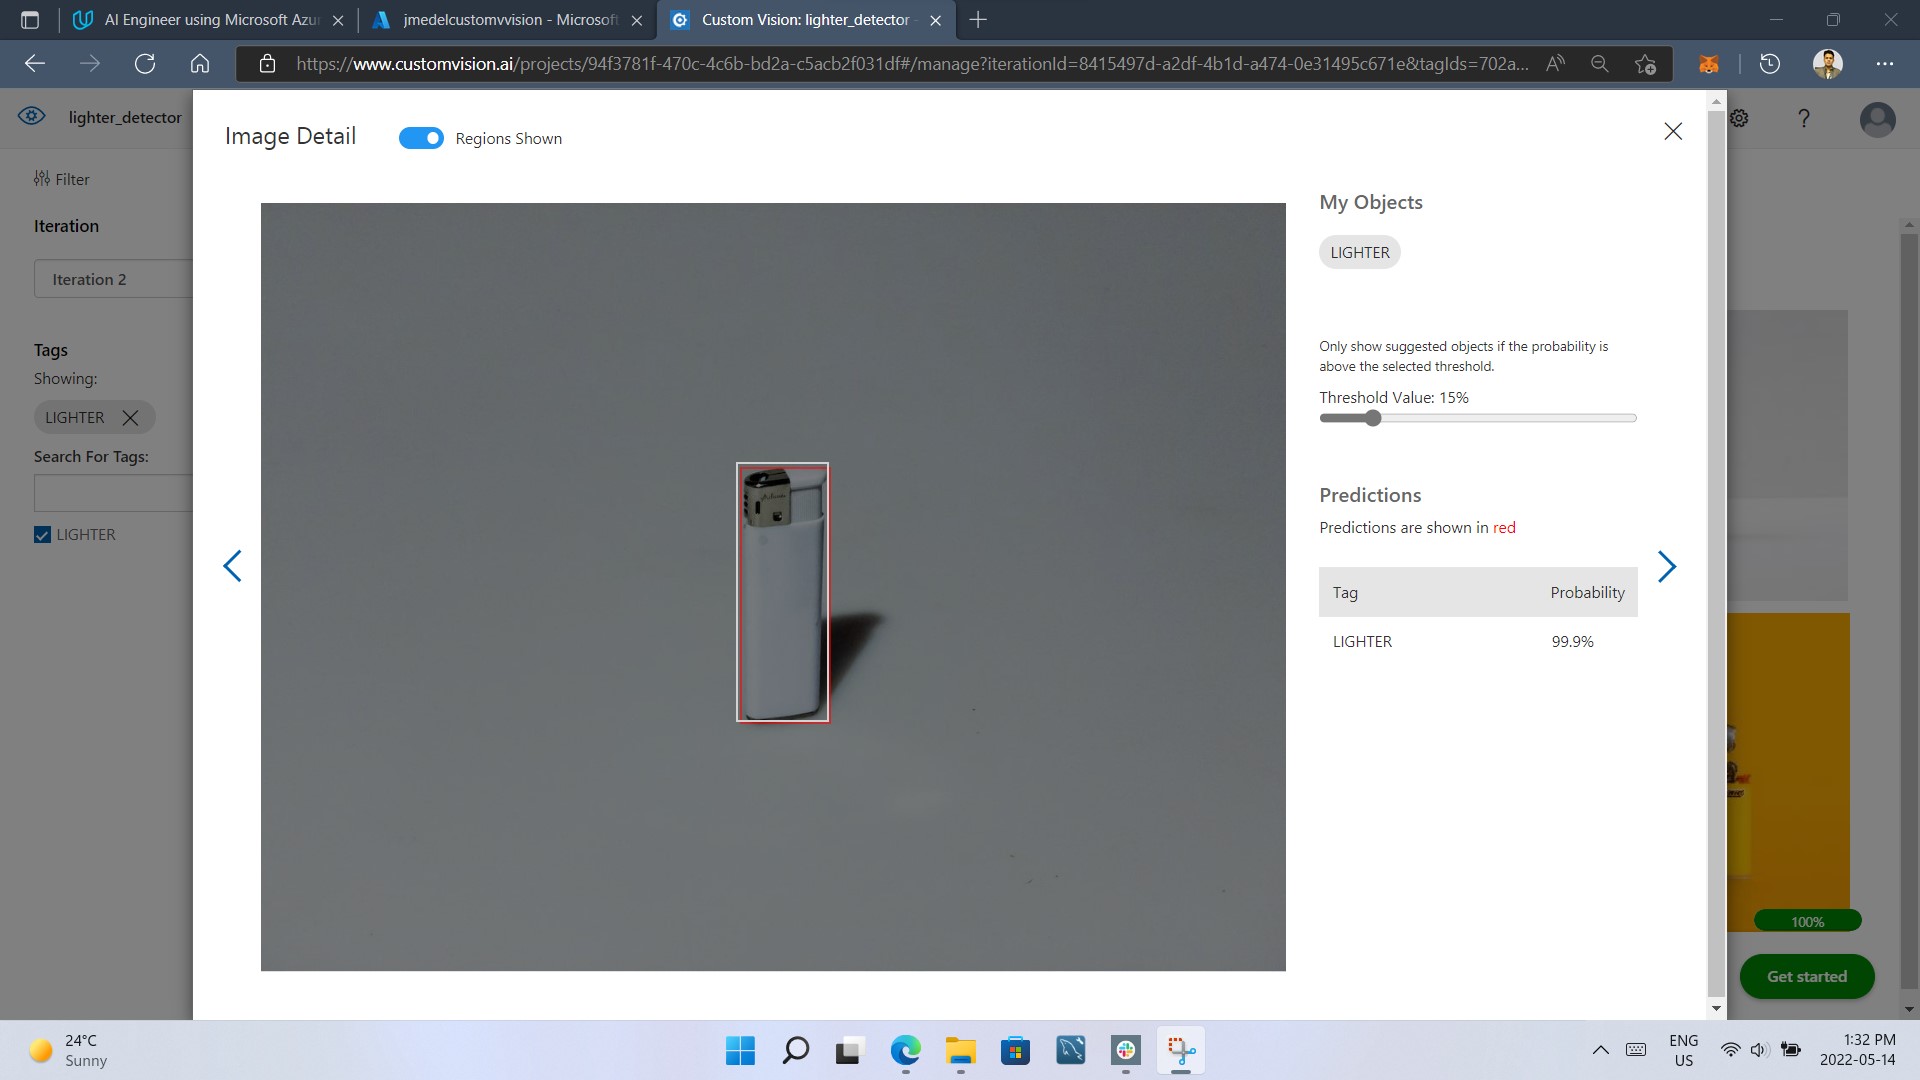 AI Engineer using Microsoft Azu
jmedelcustomvvision - Microsoft
Custom Vision: lighter_detector -
https://www.customvision.ai/projects/94f3781f-470c-4c6b-bd2a-c5acb2f031df#/manage?iterationId=8415497d-a2df-4b1d-a474-0e31495c671e&tagIds=702a...
lighter_detector
Image Detail
Regions Shown
Filter
Iteration
Iteration 2
Tags
Showing:
LIGHTER
Search For Tags:
LIGHTER
My Objects
LIGHTER
Only show suggested objects if the probability is
above the selected threshold.
Threshold Value: 15%
Predictions
Predictions are shown in red
Tag Probability
LIGHTER 99.9%
100%
Get started
24°C
Sunny
ENG
US
1:32 PM
2022-05-14